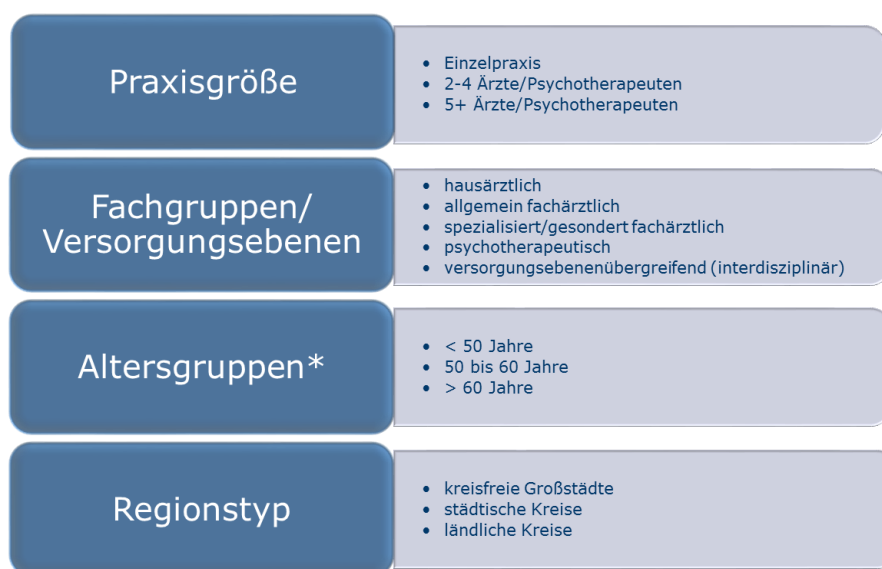 Praxisgröße
• Einzelpraxis
• 2-4 Ärzte/Psychotherapeuten
• 5+ Ärzte/Psychotherapeuten
Fachgruppen/
Versorgungsebenen
• hausärztlich
• allgemein fachärztlich
• spezialisiert/gesondert fachärztlich
• psychotherapeutisch
• versorgungsebenenübergreifend (interdisziplinär)
Altersgruppen*
• < 50 Jahre
• 50 bis 60 Jahre
• > 60 Jahre
Regionstyp
• kreisfreie Großstädte
• städtische Kreise
• ländliche Kreise